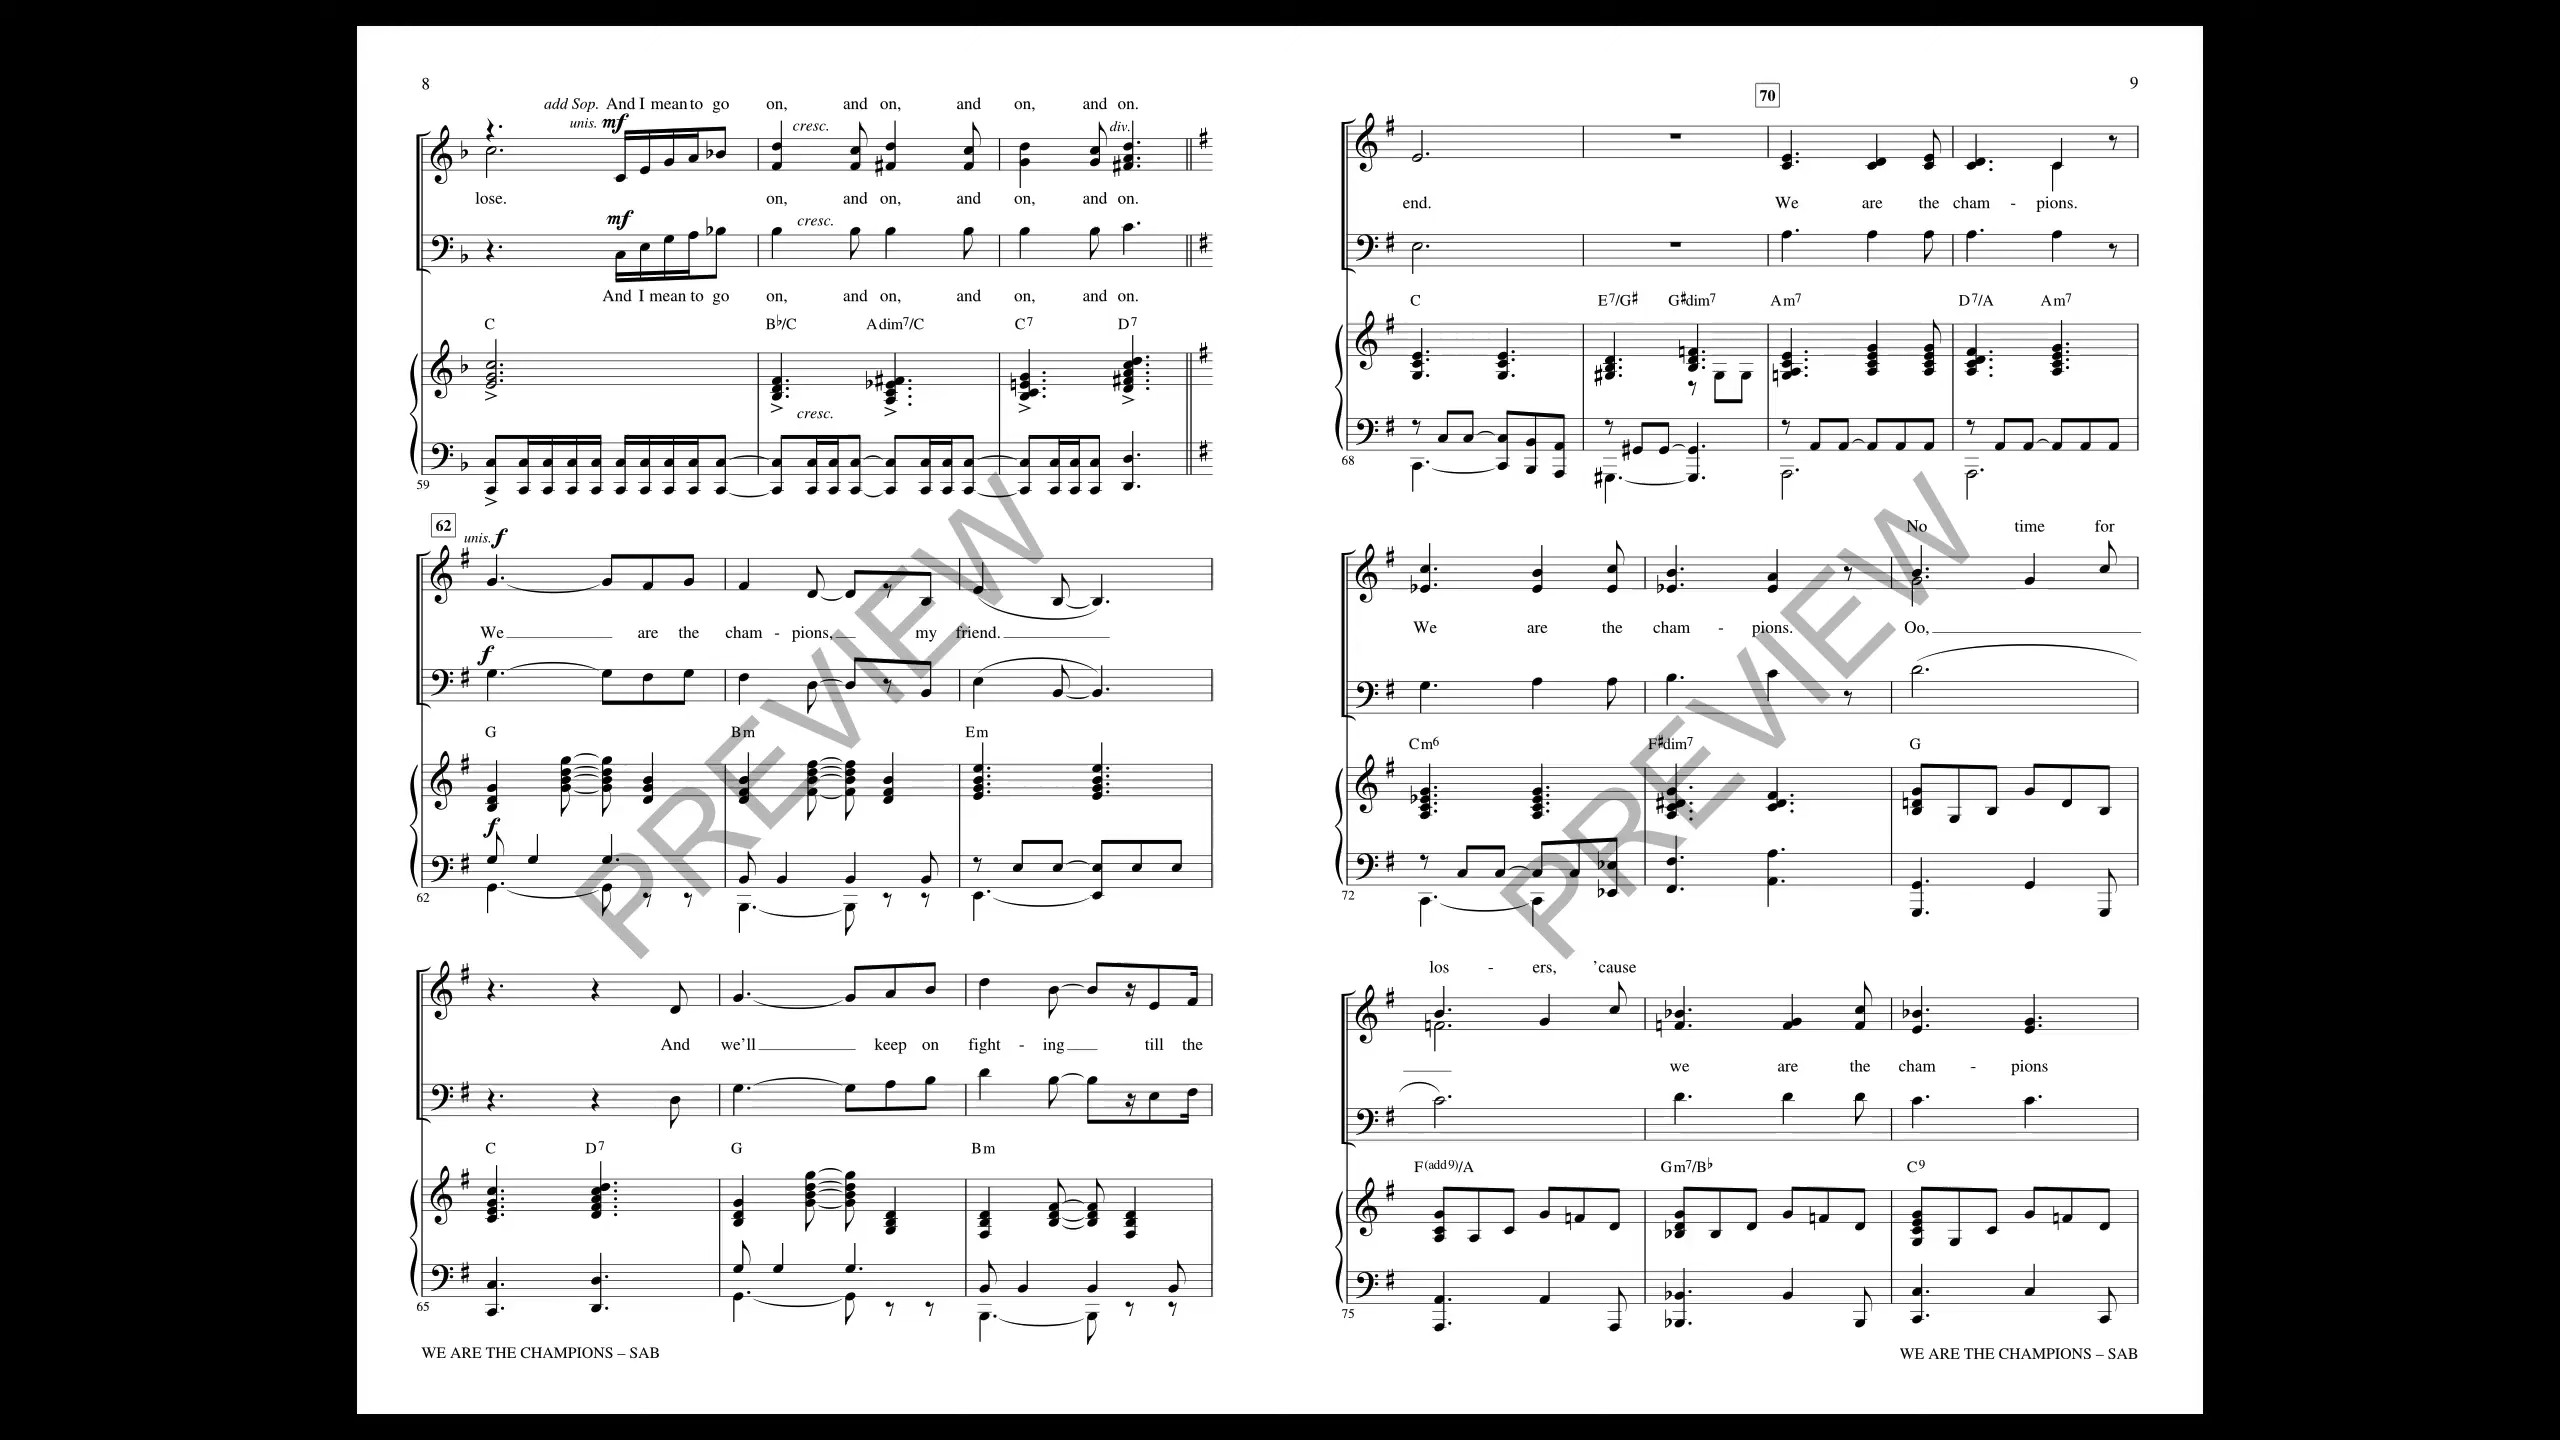 8
add Sop. And I mean to go on, and on, and on, and on.
unis. mf cresc. div.
lose. on, and on, and on, and on.
mf cresc.
And I mean to go on, and on, and on, and on.
C B♭/C Adim7/C C7 D7
cresc.
59
62
unis. f
We are the cham - pions, my friend.
f
G Bm Em
f
62
And we'll keep on fight - ing till the
C D7 G Bm
65
WE ARE THE CHAMPIONS – SAB
70
9
end. We are the cham - pions.
C E7/G♯ G♯dim7 Am7 D7/A Am7
68
No time for
We are the cham - pions. Oo,
Cm6 F♯dim7 G
72
los - ers, 'cause
we are the cham - pions
F(add9)/A Gm7/B♭ C9
75
WE ARE THE CHAMPIONS – SAB
PREVIEW
PREVIEW